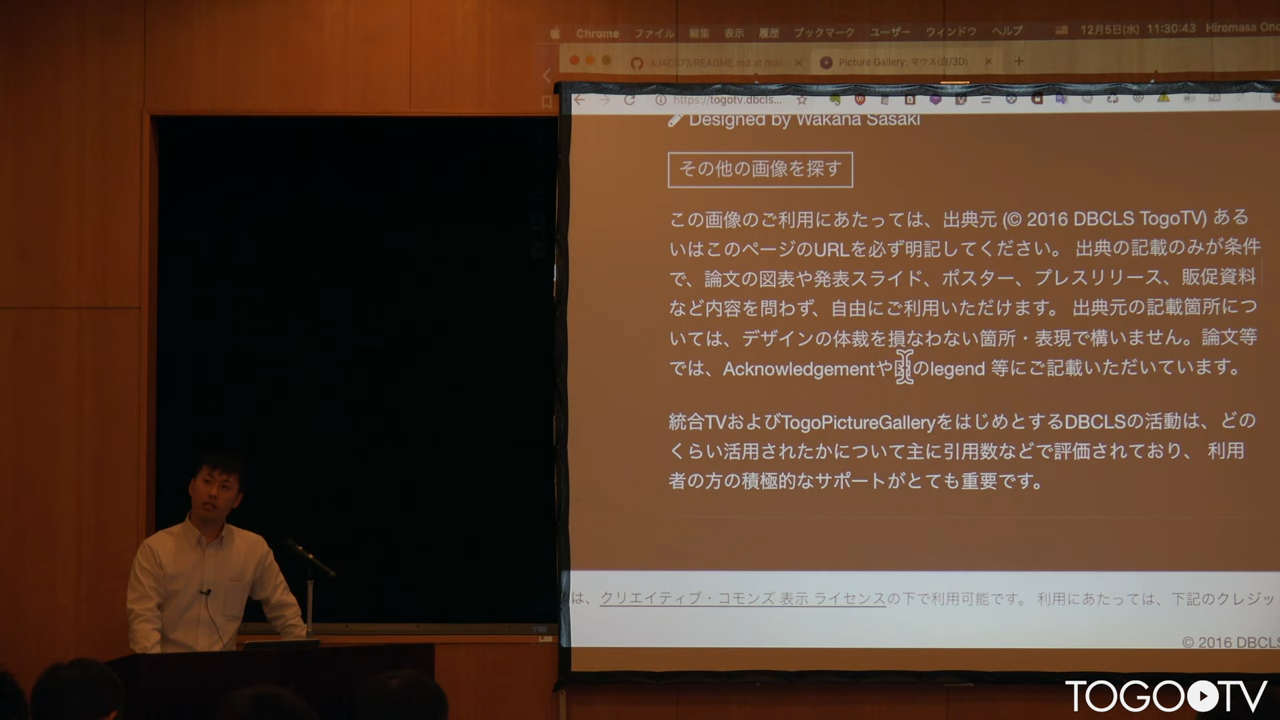 Chrome ファイル 編集 表示 履歴 ブックマーク ユーザー ウィンドウ ヘルプ 12月5日(水) 11:30:43 Hiromasa Ono
AJACS73/README.md at mas Picture Gallery: マウス(白/3D)
https://togotv.dbcls...
Designed by Wakana Sasaki
その他の画像を探す
この画像のご利用にあたっては、出典元 (© 2016 DBCLS TogoTV) ある
いはこのページのURLを必ず明記してください。 出典の記載のみが条件
で、論文の図表や発表スライド、ポスター、プレスリリース、販促資料
など内容を問わず、自由にご利用いただけます。 出典元の記載箇所につ
いては、デザインの体裁を損なわない箇所・表現で構いません。論文等
では、Acknowledgementや図のlegend 等にご記載いただいています。
統合TVおよびTogoPictureGalleryをはじめとするDBCLSの活動は、どの
くらい活用されたかについて主に引用数などで評価されており、 利用
者の方の積極的なサポートがとても重要です。
は、クリエイティブ・コモンズ 表示 ライセンスの下で利用可能です。 利用にあたっては、下記のクレジッ
© 2016 DBCLS
TOGOTV